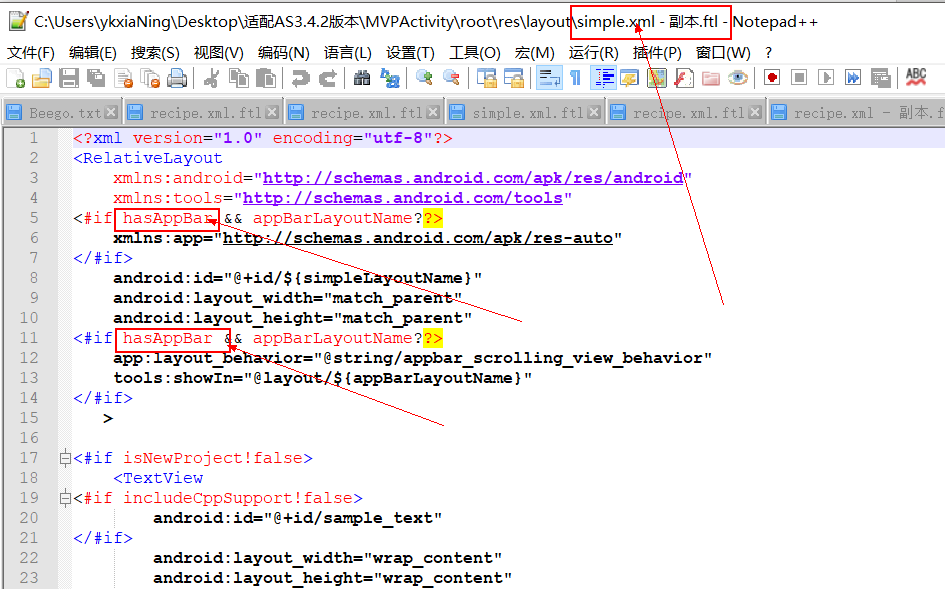 C:\Users\ykxiaNing\Desktop\适配AS3.4.2版本\MVPActivity\root\res\layout\simple.xml - 副本.ftl - Notepad++
文件(F) 编辑(E) 搜索(S) 视图(V) 编码(N) 语言(L) 设置(T) 工具(O) 宏(M) 运行(R) 插件(P) 窗口(W) ?
ABC
Beego.txt recipe.xml.ftl recipe.xml.ftl simple.xml.ftl recipe.xml.ftl recipe.xml - 副本.f
1 <?xml version="1.0" encoding="utf-8"?>
2 <RelativeLayout
3 xmlns:android="http://schemas.android.com/apk/res/android"
4 xmlns:tools="http://schemas.android.com/tools"
5 <#if hasAppBar && appBarLayoutName??>
6 xmlns:app="http://schemas.android.com/apk/res-auto"
7 </#if>
8 android:id="@+id/${simpleLayoutName}"
9 android:layout_width="match_parent"
10 android:layout_height="match_parent"
11 <#if hasAppBar && appBarLayoutName??>
12 app:layout_behavior="@string/appbar_scrolling_view_behavior"
13 tools:showIn="@layout/${appBarLayoutName}"
14 </#if>
15 >
16
17 <#if isNewProject!false>
18 <TextView
19 <#if includeCppSupport!false>
20 android:id="@+id/sample_text"
21 </#if>
22 android:layout_width="wrap_content"
23 android:layout_height="wrap_content"